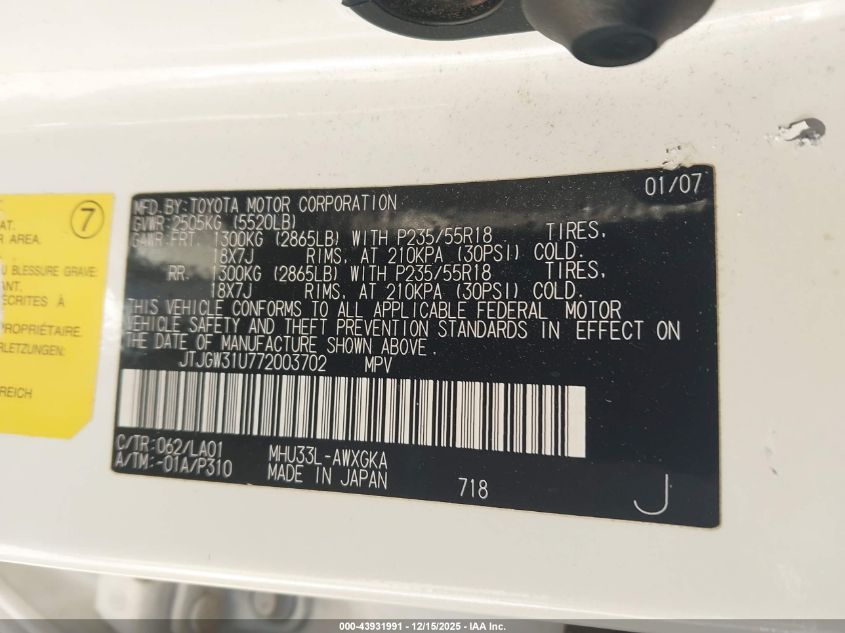 7
AT.
R AREA.
U BLESSURE GRAVE
ANT.
ECRITES À
PROPRIÉTAIRE.
RLETZUNGEN.
REICH
01/07
MFD.BY:TOYOTA MOTOR CORPORATION
GVWR:2505KG (5520LB)
GAWR:FRT. 1300KG (2865LB) WITH P235/55R18 TIRES,
18X7J RIMS, AT 210KPA (30PSI) COLD.
RR. 1300KG (2865LB) WITH P235/55R18 TIRES,
18X7J RIMS, AT 210KPA (30PSI) COLD.
THIS VEHICLE CONFORMS TO ALL APPLICABLE FEDERAL MOTOR
VEHICLE SAFETY AND THEFT PREVENTION STANDARDS IN EFFECT ON
THE DATE OF MANUFACTURE SHOWN ABOVE.
JTJGW31U772003702 MPV
C/TR:062/LA01 MHU33L-AWXGKA
A/TM:-01A/P310 MADE IN JAPAN 718 J
000-43931991 - 12/15/2025 - IAA Inc.